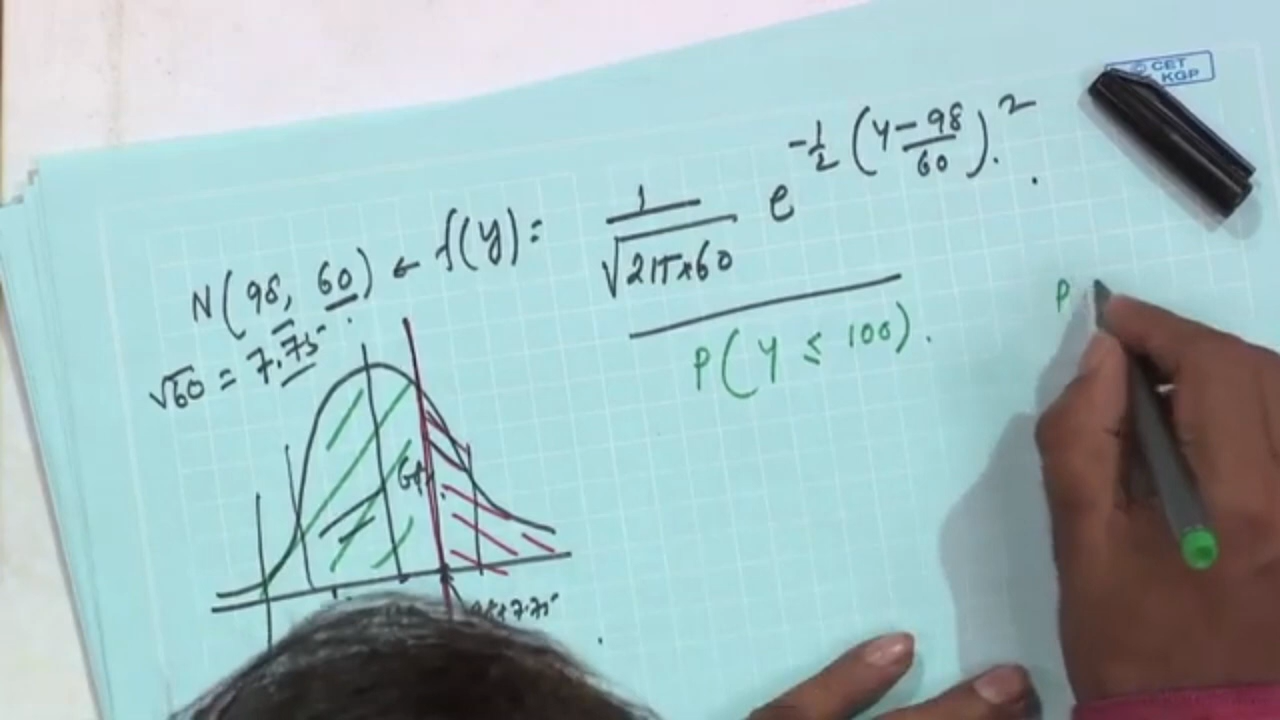 © CET
KGP
N(98, 60) ← f(y) = 1/√2π×60 e^-1/2 (y-98/60)^2
√60 = 7.75
P(Y ≤ 100).
P